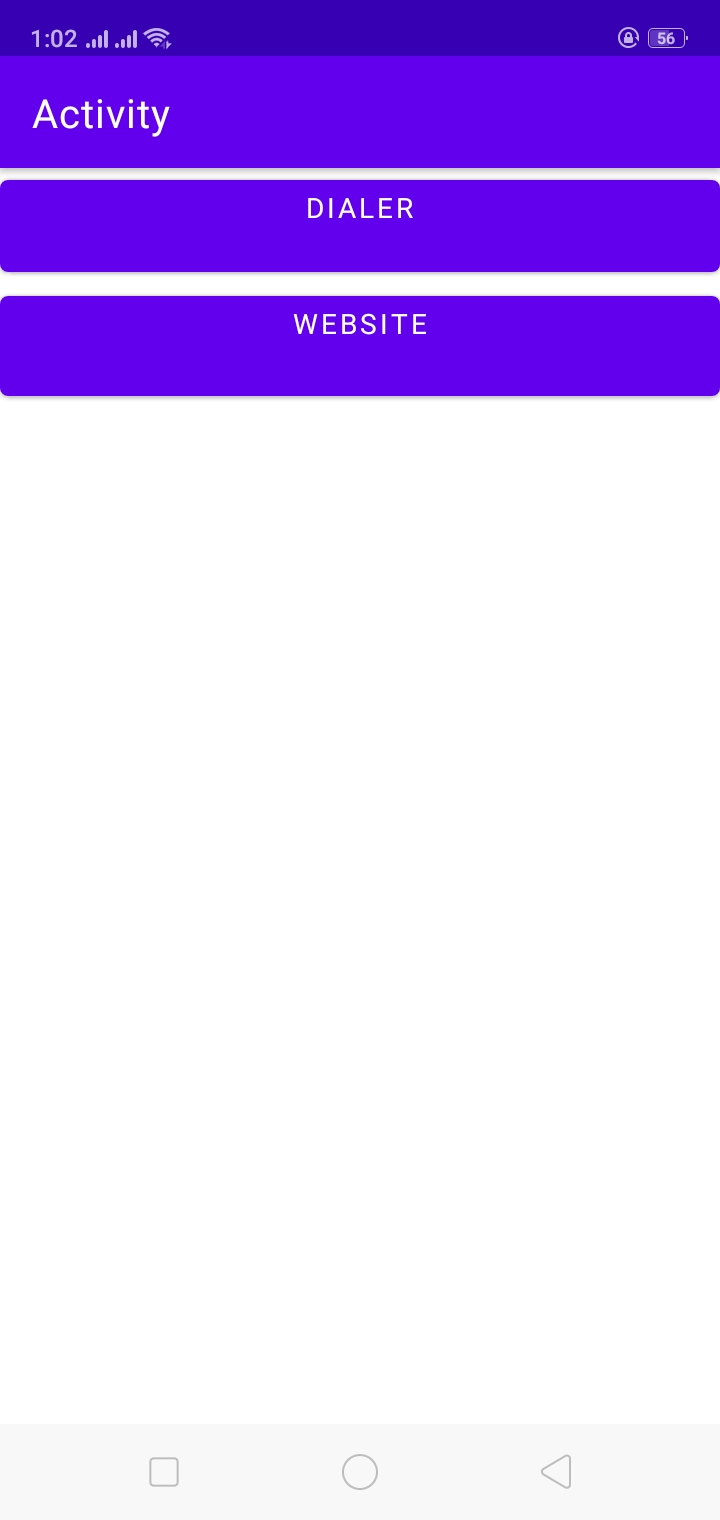 1:02 56
Activity
DIALER
WEBSITE